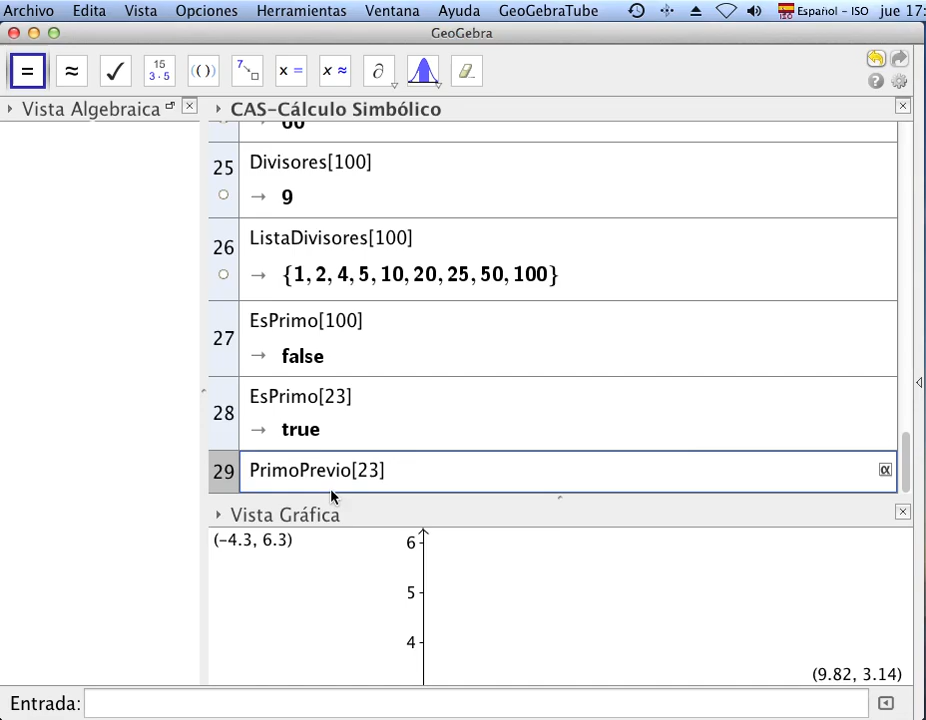 Archivo Edita Vista Opciones Herramientas Ventana Ayuda GeoGebraTube Español – ISO jue 17:
GeoGebra
= ≈ ✓ 15 3·5 (()) 7 x = x ≈ ∂
Vista Algebraica
CAS–Cálculo Simbólico
→ 60
25 Divisores[100]
→ 9
26 ListaDivisores[100]
→ {1, 2, 4, 5, 10, 20, 25, 50, 100}
27 EsPrimo[100]
→ false
28 EsPrimo[23]
→ true
29 PrimoPrevio[23] α
Vista Gráfica
(–4.3, 6.3)
6
5
4
(9.82, 3.14)
Entrada: